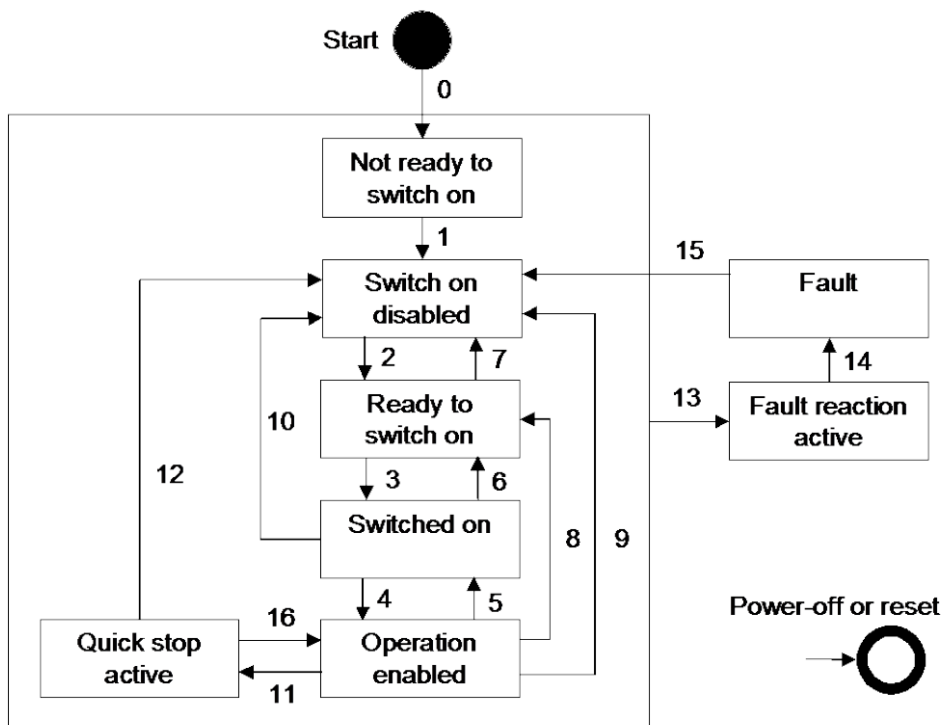 Start
0
Not ready to
switch on
1
15
Switch on
disabled
Fault
2
7
14
10
Ready to
switch on
13
Fault reaction
active
12
3
6
Switched on
8
9
4
5
Power-off or reset
16
Quick stop
active
Operation
enabled
11